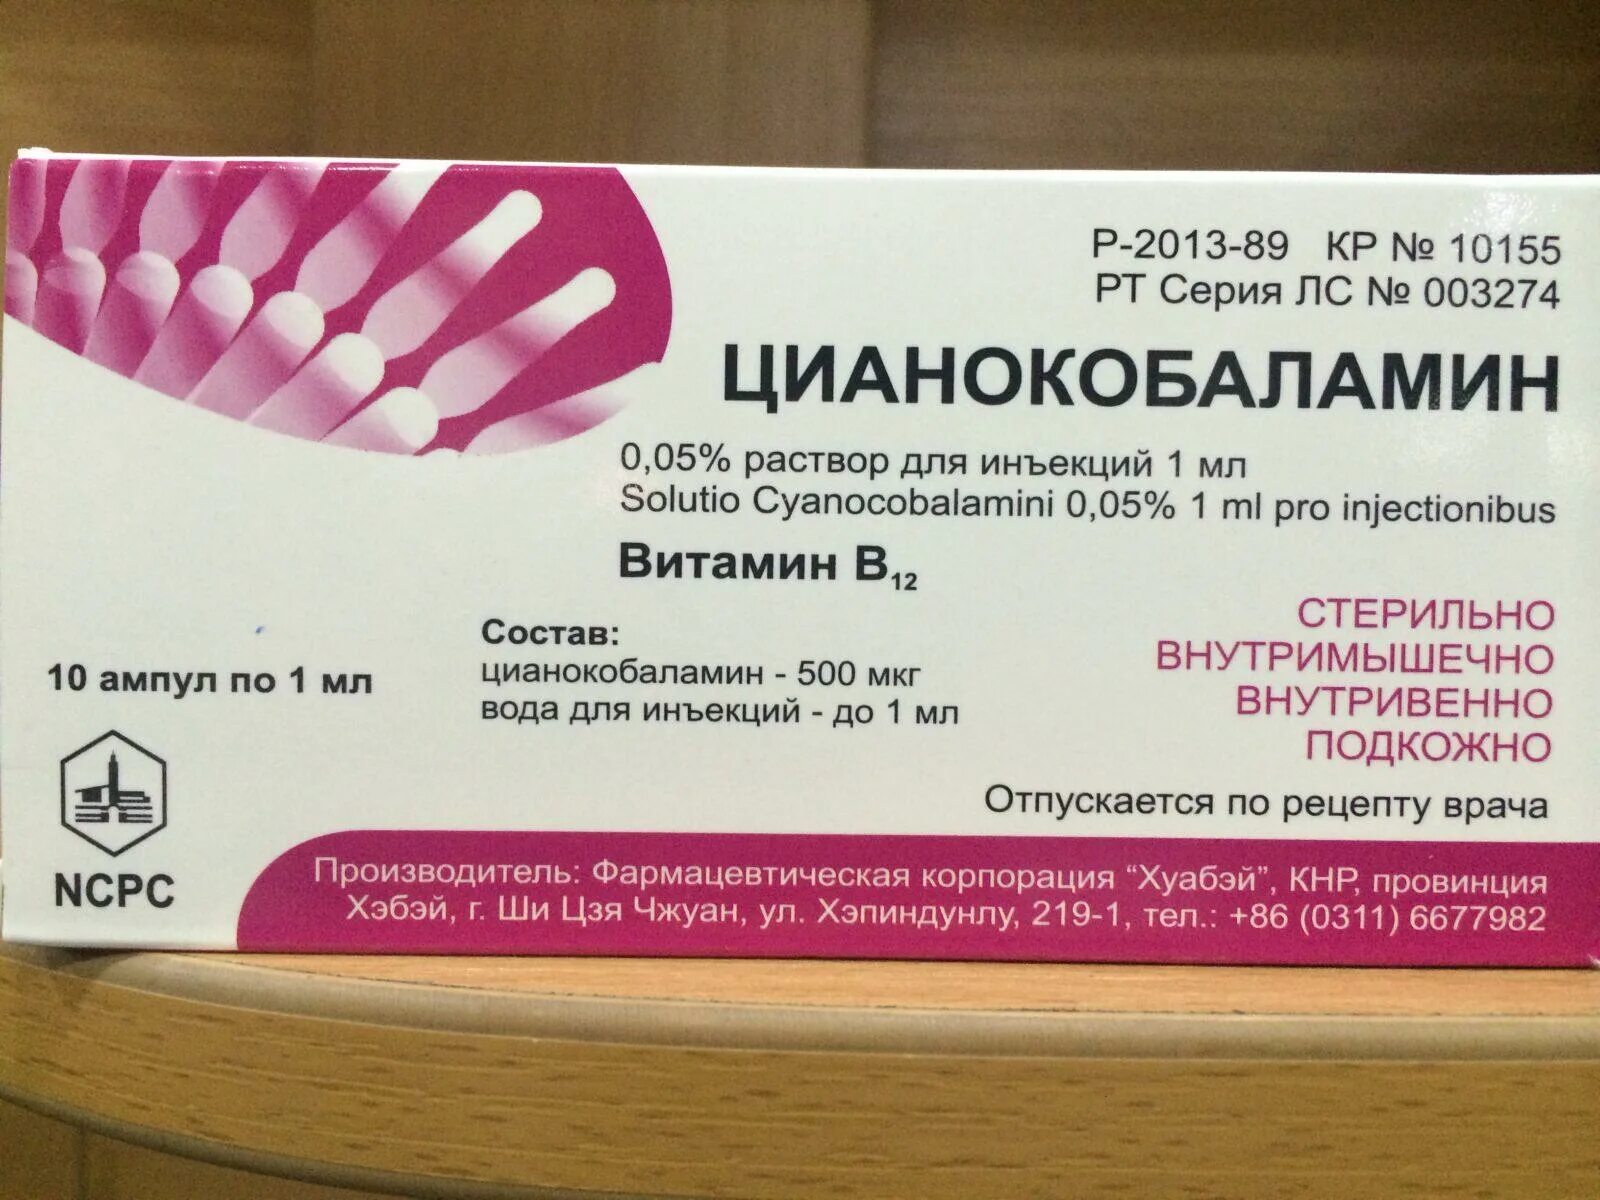 Р-2013-89 КР № 10155
РТ Серия ЛС № 003274
ЦИАНОКОБАЛАМИН
0,05% раствор для инъекций 1 мл
Solutio Cyanocobalamini 0,05% 1 ml pro injectionibus
Витамин В12
Состав:
цианокобаламин - 500 мкг
вода для инъекций - до 1 мл
10 ампул по 1 мл
СТЕРИЛЬНО
ВНУТРИМЫШЕЧНО
ВНУТРИВЕННО
ПОДКОЖНО
Отпускается по рецепту врача
NCPC
Производитель: Фармацевтическая корпорация “Хуабэй”, КНР, провинция
Хэбэй, г. Ши Цзя Чжуан, ул. Хэпиндунлу, 219-1, тел.: +86 (0311) 6677982